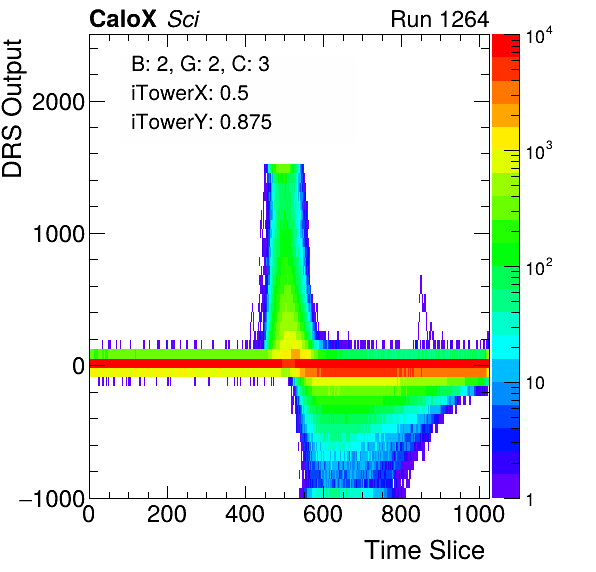 CaloX Sci
Run 1264
DRS Output
B: 2, G: 2, C: 3
iTowerX: 0.5
iTowerY: 0.875
2000
1000
0
−1000
0 200 400 600 800 1000
Time Slice
10⁴
10³
10²
10
1